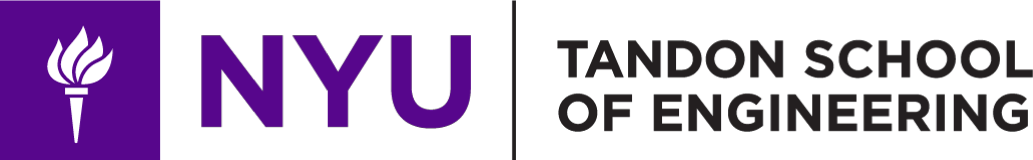 NYU
TANDON SCHOOL
OF ENGINEERING